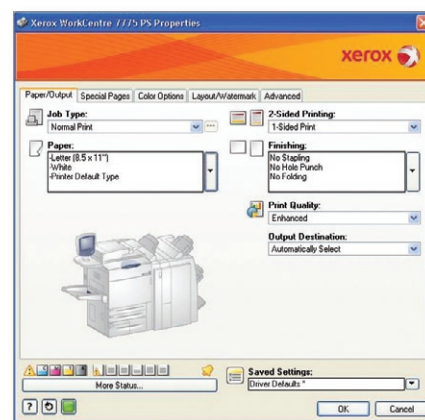 Xerox WorkCentre 7775 PS Properties
xerox
Paper/Output Special Pages Color Options Layout/Watermark Advanced
Job Type:
Normal Print
Paper:
-Letter (8.5 x 11")
-White
-Printer Default Type
2-Sided Printing:
1-Sided Print
Finishing:
No Stapling
No Hole Punch
No Folding
Print Quality:
Enhanced
Output Destination:
Automatically Select
More Status...
Saved Settings:
Driver Defaults *
?
OK Cancel